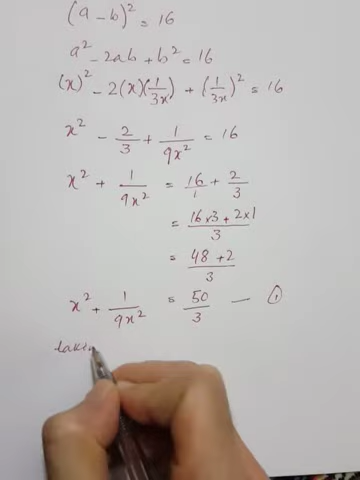 (a - b)² = 16
a² - 2ab + b² = 16
(x)² - 2(x)(1/3x) + (1/3x)² = 16
x² - 2/3 + 1/9x² = 16
x² + 1/9x² = 16/1 + 2/3
= 16×3 + 2×1/3
= 48+2/3
x² + 1/9x² = 50/3 — ①